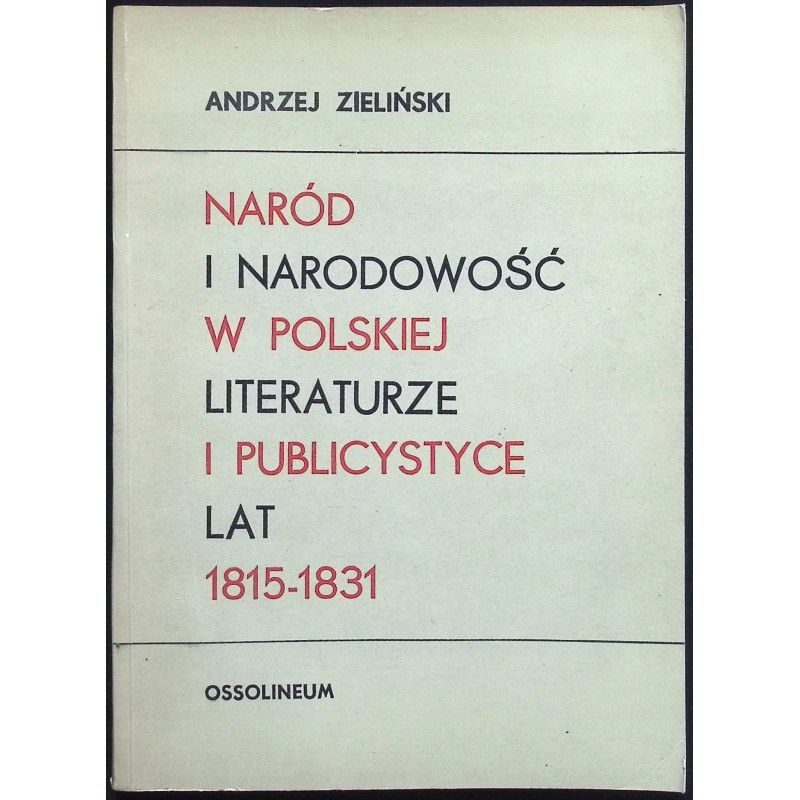 ANDRZEJ ZIELIŃSKI
NARÓD
I NARODOWOŚĆ
W POLSKIEJ
LITERATURZE
I PUBLICYSTYCE
LAT
1815-1831
OSSOLINEUM